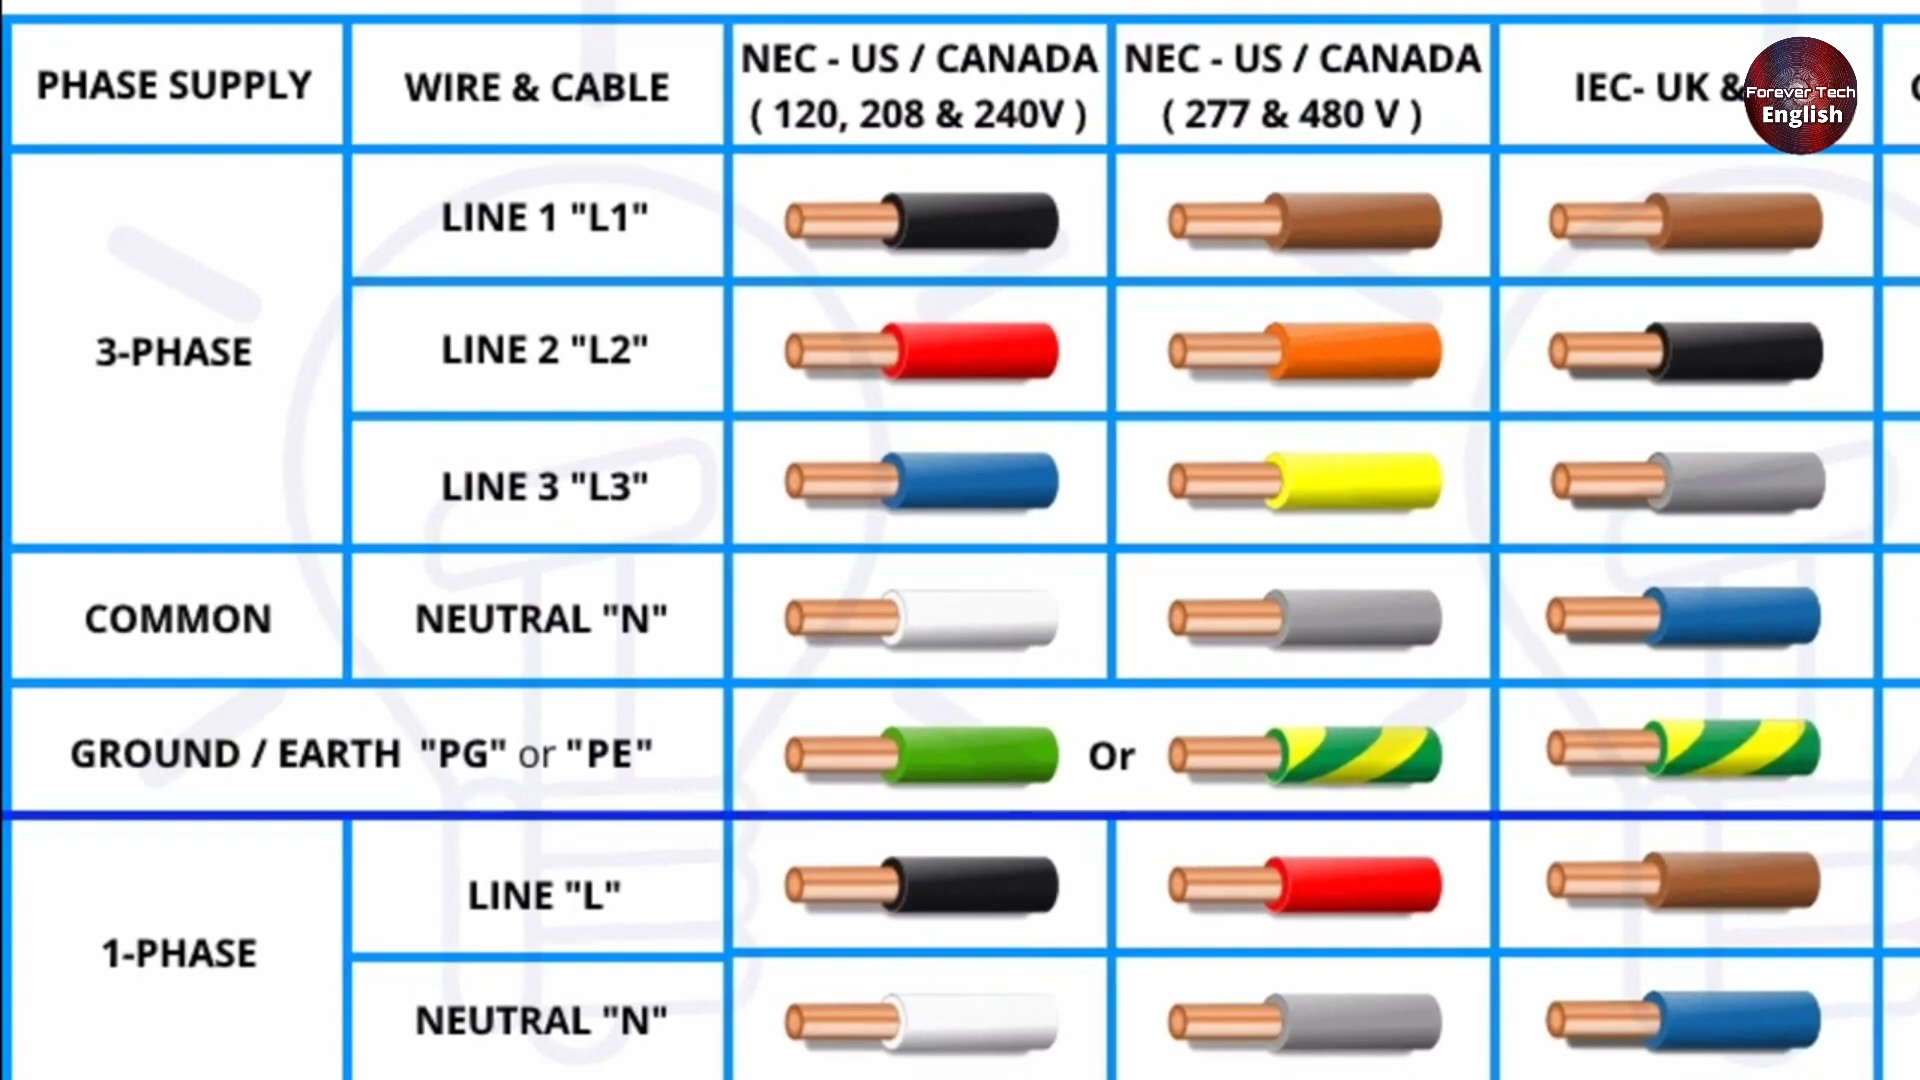 PHASE SUPPLY
WIRE & CABLE
NEC - US / CANADA
( 120, 208 & 240V )
NEC - US / CANADA
( 277 & 480 V )
IEC- UK &
Forever Tech
English
3-PHASE
LINE 1 "L1"
LINE 2 "L2"
LINE 3 "L3"
COMMON
NEUTRAL "N"
GROUND / EARTH "PG" or "PE"
Or
1-PHASE
LINE "L"
NEUTRAL "N"